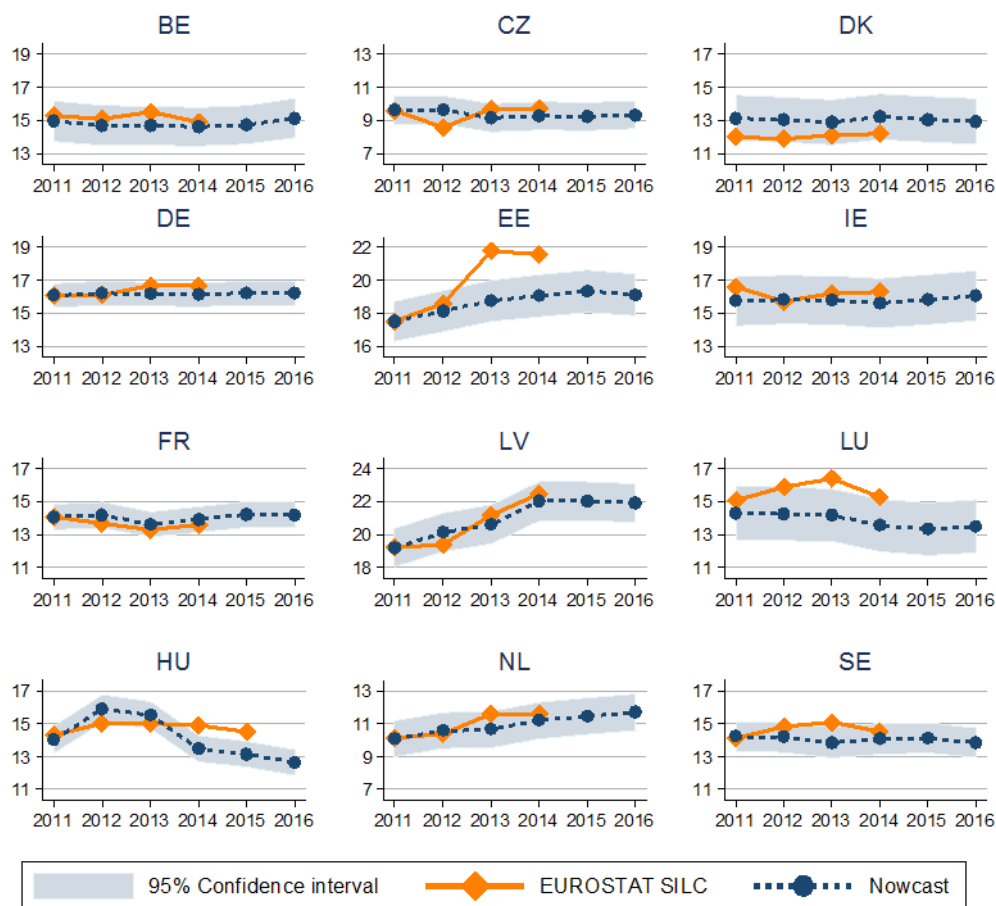 BE CZ DK
19 13 17
17 11 15
15 9 13
13 7 11
2011 2012 2013 2014 2015 2016 2011 2012 2013 2014 2015 2016 2011 2012 2013 2014 2015 2016
DE EE IE
19 22 19
17 20 17
15 18 15
13 16 13
2011 2012 2013 2014 2015 2016 2011 2012 2013 2014 2015 2016 2011 2012 2013 2014 2015 2016
FR LV LU
17 24 17
15 22 15
13 20 13
11 18 11
2011 2012 2013 2014 2015 2016 2011 2012 2013 2014 2015 2016 2011 2012 2013 2014 2015 2016
HU NL SE
17 13 17
15 11 15
13 9 13
11 7 11
2011 2012 2013 2014 2015 2016 2011 2012 2013 2014 2015 2016 2011 2012 2013 2014 2015 2016
95% Confidence interval EUROSTAT SILC Nowcast